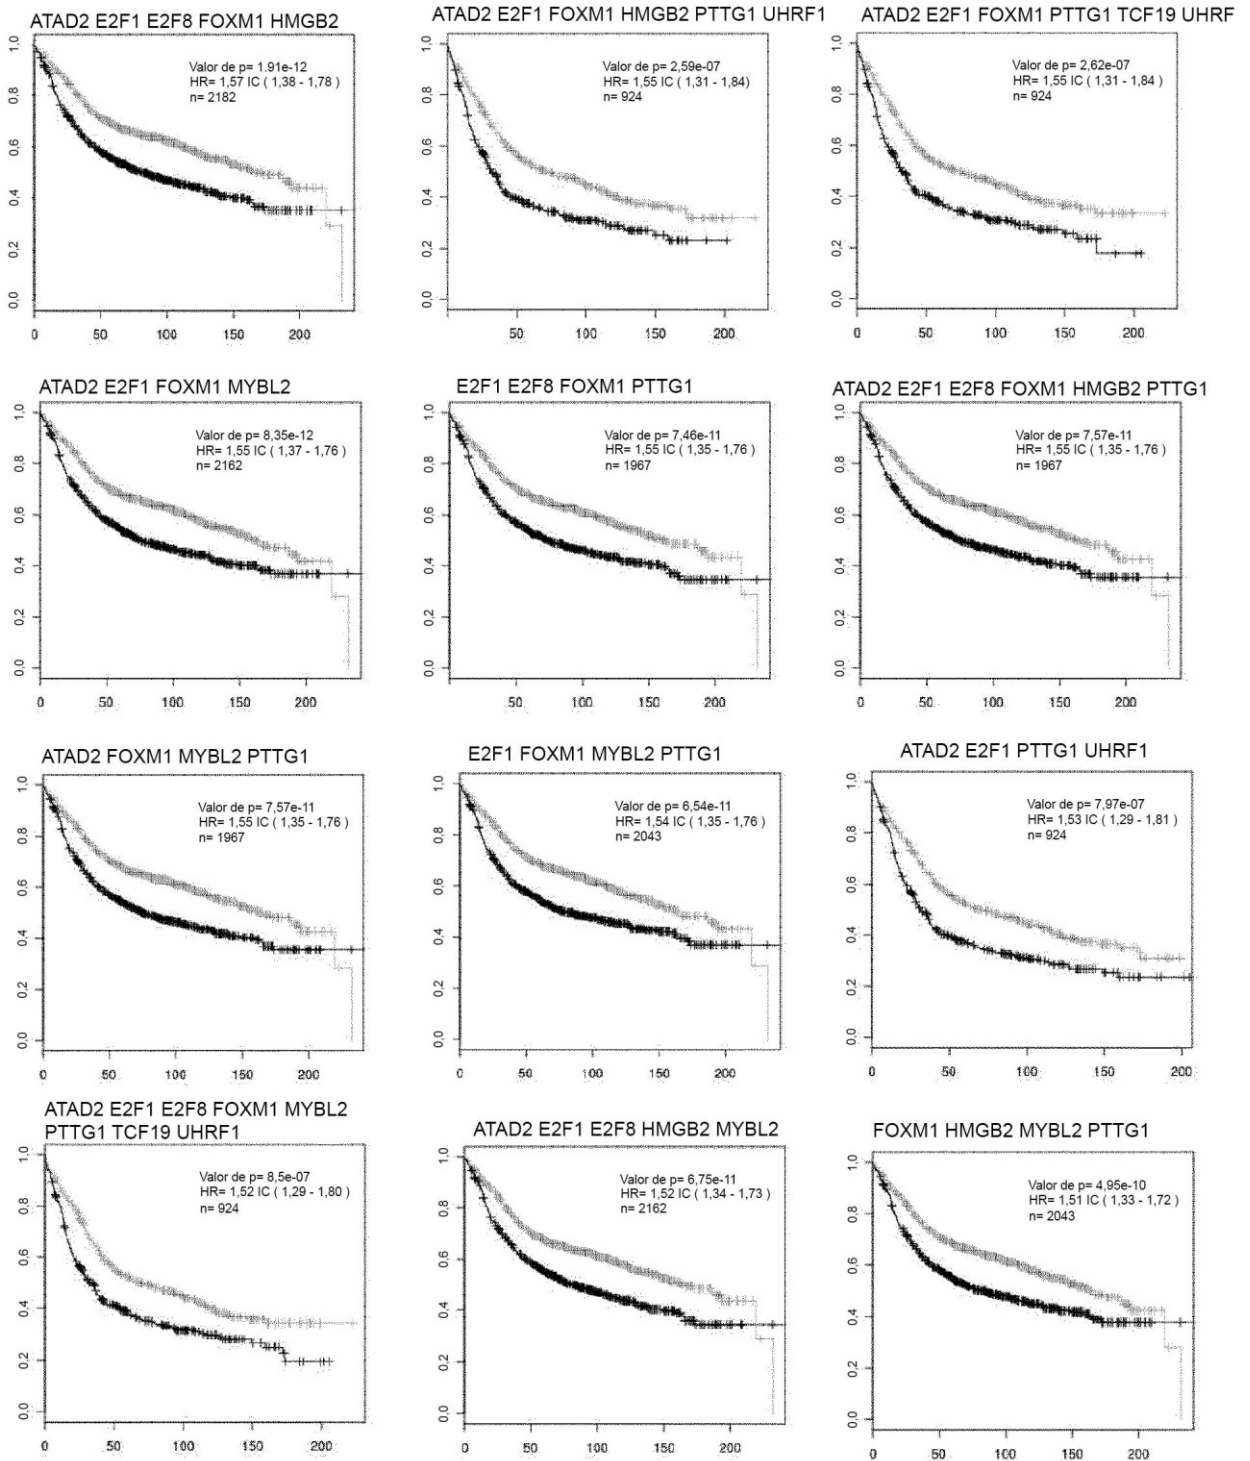 ATAD2 E2F1 E2F8 FOXM1 HMGB2
Valor de p= 1.91e-12
HR= 1,57 IC ( 1,38 - 1,78 )
n= 2182
1.0
0.8
0.6
0.4
0.2
0.0
0 50 100 150 200
ATAD2 E2F1 FOXM1 HMGB2 PTTG1 UHRF1
Valor de p= 2,59e-07
HR= 1,55 IC ( 1,31 - 1,84 )
n= 924
1.0
0.8
0.6
0.4
0.2
0.0
50 100 150 200
ATAD2 E2F1 FOXM1 PTTG1 TCF19 UHRF
Valor de p= 2,62e-07
HR= 1,55 IC ( 1,31 - 1,84 )
n= 924
1.0
0.8
0.6
0.4
0.2
0.0
0 50 100 150 200
ATAD2 E2F1 FOXM1 MYBL2
Valor de p= 8,35e-12
HR= 1,55 IC ( 1,37 - 1,76 )
n= 2162
1.0
0.8
0.6
0.4
0.2
0.0
0 50 100 150 200
E2F1 E2F8 FOXM1 PTTG1
Valor de p= 7,46e-11
HR= 1,55 IC ( 1,35 - 1,76 )
n= 1967
1.0
0.8
0.6
0.4
0.2
0.0
0 50 100 150 200
ATAD2 E2F1 E2F8 FOXM1 HMGB2 PTTG1
Valor de p= 7,57e-11
HR= 1,55 IC ( 1,35 - 1,76 )
n= 1967
1.0
0.8
0.6
0.4
0.2
0.0
0 50 100 150 200
ATAD2 FOXM1 MYBL2 PTTG1
Valor de p= 7,57e-11
HR= 1,55 IC ( 1,35 - 1,76 )
n= 1967
1.0
0.8
0.6
0.4
0.2
0.0
0 50 100 150 200
E2F1 FOXM1 MYBL2 PTTG1
Valor de p= 6,54e-11
HR= 1,54 IC ( 1,35 - 1,76 )
n= 2043
1.0
0.8
0.6
0.4
0.2
0.0
0 50 100 150 200
ATAD2 E2F1 PTTG1 UHRF1
Valor de p= 7,97e-07
HR= 1,53 IC ( 1,29 - 1,81 )
n= 924
1.0
0.8
0.6
0.4
0.2
0.0
0 50 100 150 200
ATAD2 E2F1 E2F8 FOXM1 MYBL2
PTTG1 TCF19 UHRF1
Valor de p= 8,5e-07
HR= 1,52 IC ( 1,29 - 1,80 )
n= 924
1.0
0.8
0.6
0.4
0.2
0.0
0 50 100 150 200
ATAD2 E2F1 E2F8 HMGB2 MYBL2
Valor de p= 6,75e-11
HR= 1,52 IC ( 1,34 - 1,73 )
n= 2162
1.0
0.8
0.6
0.4
0.2
0.0
0 50 100 150 200
FOXM1 HMGB2 MYBL2 PTTG1
Valor de p= 4,95e-10
HR= 1,51 IC ( 1,33 - 1,72 )
n= 2043
1.0
0.8
0.6
0.4
0.2
0.0
0 50 100 150 200